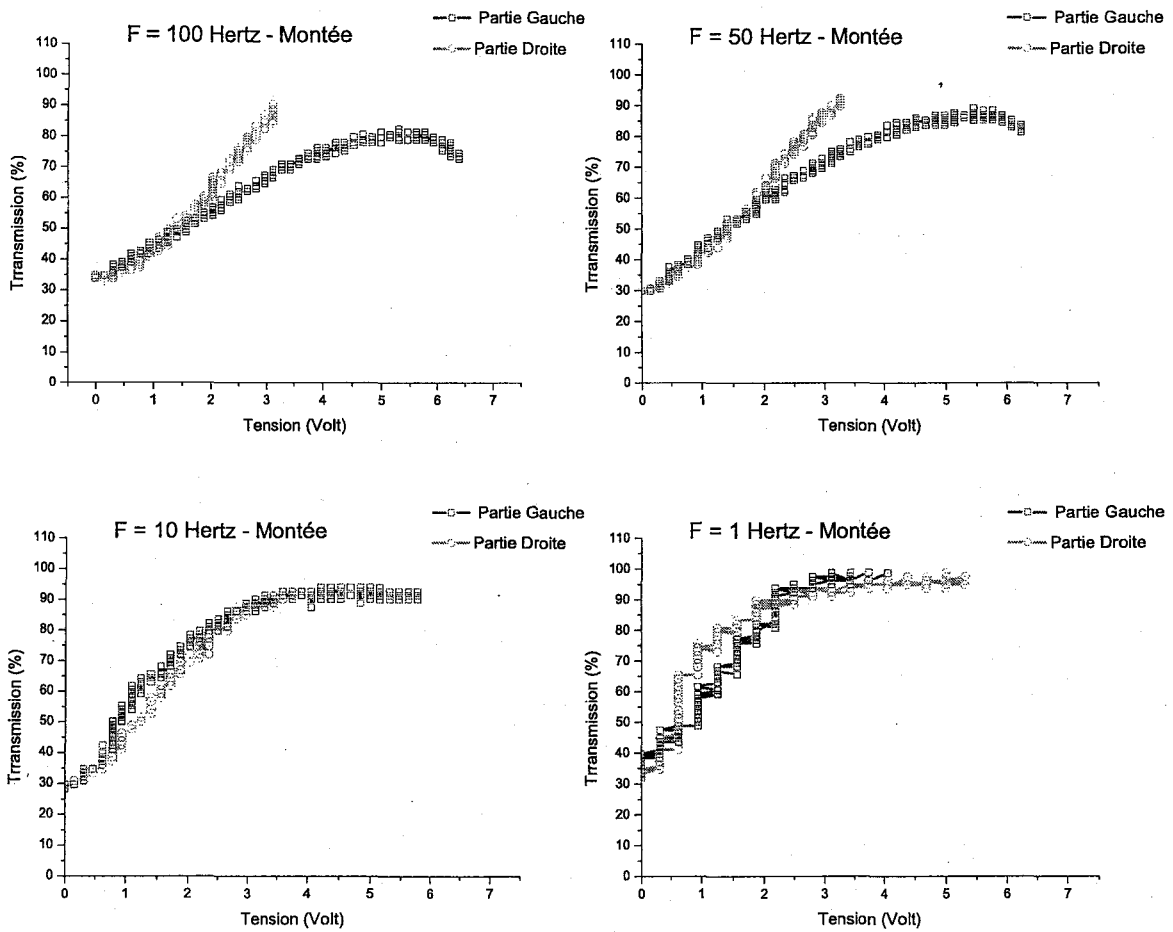 F = 100 Hertz - Montée
Partie Gauche
Partie Droite
110
100
90
80
70
60
50
40
30
20
10
0
Trransmission (%)
0 1 2 3 4 5 6 7
Tension (Volt)
F = 50 Hertz - Montée
Partie Gauche
Partie Droite
110
100
90
80
70
60
50
40
30
20
10
0
Trransmission (%)
0 1 2 3 4 5 6 7
Tension (Volt)
F = 10 Hertz - Montée
Partie Gauche
Partie Droite
110
100
90
80
70
60
50
40
30
20
10
0
Trransmission (%)
0 1 2 3 4 5 6 7
Tension (Volt)
F = 1 Hertz - Montée
Partie Gauche
Partie Droite
110
100
90
80
70
60
50
40
30
20
10
0
Trransmission (%)
0 1 2 3 4 5 6 7
Tension (Volt)